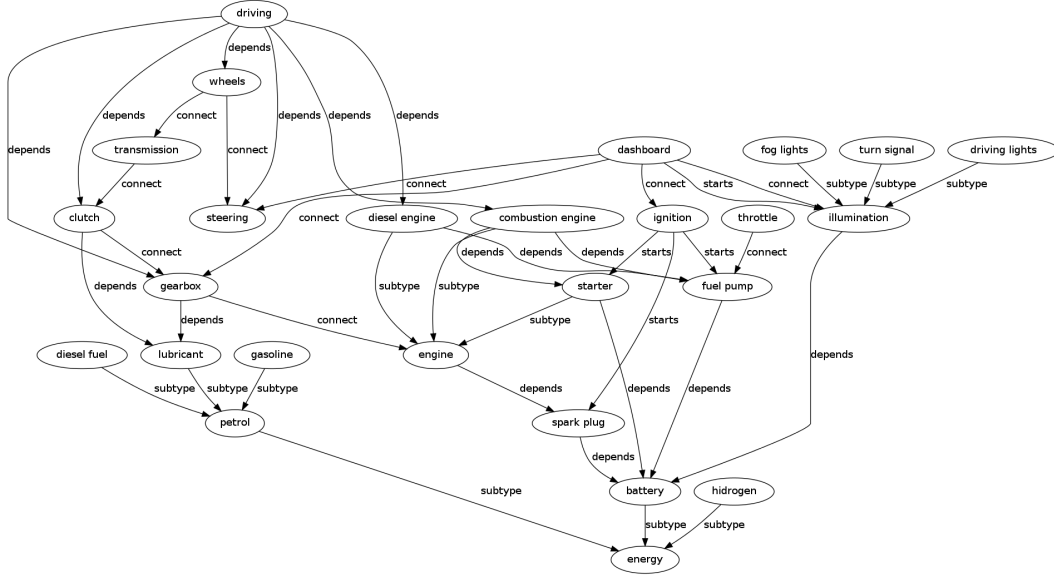 driving
depends
wheels
connect
depends
depends
depends
depends
depends
transmission
connect
dashboard
fog lights
turn signal
driving lights
connect
connect
connect
starts
connect
subtype
subtype
subtype
clutch
steering
diesel engine
combustion engine
ignition
throttle
illumination
connect
connect
depends
depends
depends
starts
starts
connect
depends
gearbox
subtype
subtype
starter
fuel pump
depends
connect
subtype
starts
diesel fuel
lubricant
gasoline
engine
depends
subtype
subtype
subtype
depends
depends
depends
petrol
spark plug
depends
subtype
battery
hidrogen
subtype
subtype
energy